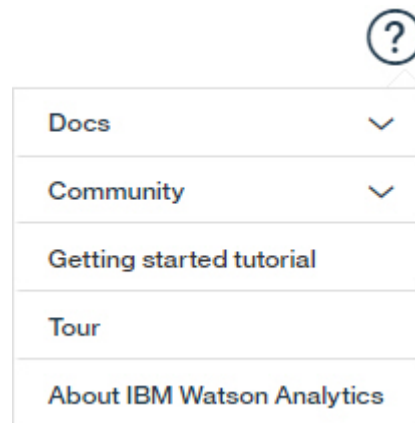 ?
Docs
Community
Getting started tutorial
Tour
About IBM Watson Analytics